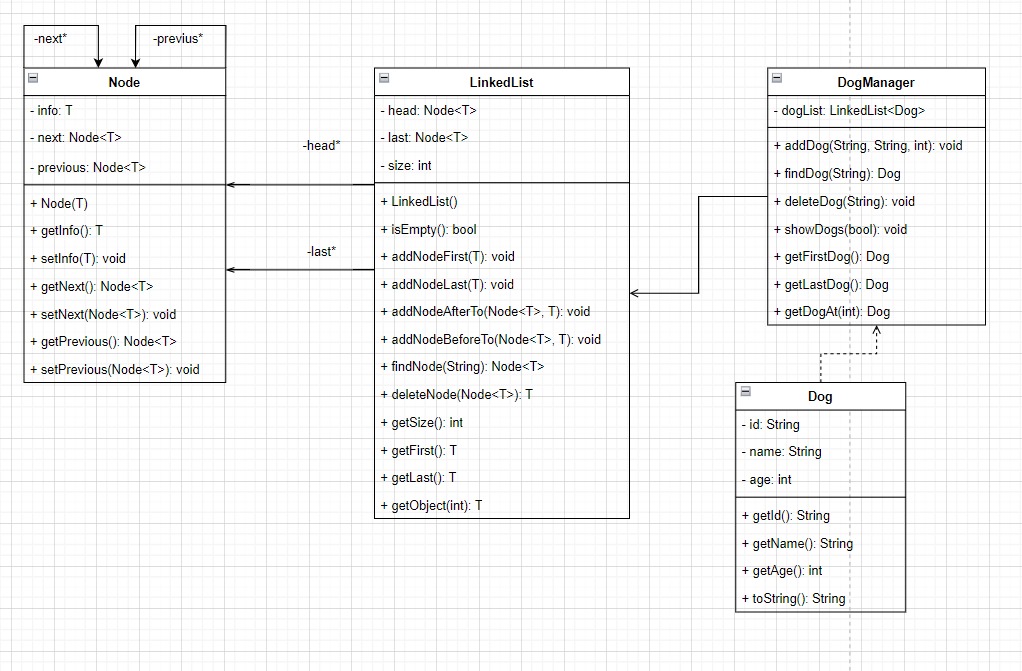 -next*
-previus*
Node
- info: T
- next: Node<T>
- previous: Node<T>
+ Node(T)
+ getInfo(): T
+ setInfo(T): void
+ getNext(): Node<T>
+ setNext(Node<T>): void
+ getPrevious(): Node<T>
+ setPrevious(Node<T>): void
-head*
-last*
LinkedList
- head: Node<T>
- last: Node<T>
- size: int
+ LinkedList()
+ isEmpty(): bool
+ addNodeFirst(T): void
+ addNodeLast(T): void
+ addNodeAfterTo(Node<T>, T): void
+ addNodeBeforeTo(Node<T>, T): void
+ findNode(String): Node<T>
+ deleteNode(Node<T>): T
+ getSize(): int
+ getFirst(): T
+ getLast(): T
+ getObject(int): T
DogManager
- dogList: LinkedList<Dog>
+ addDog(String, String, int): void
+ findDog(String): Dog
+ deleteDog(String): void
+ showDogs(bool): void
+ getFirstDog(): Dog
+ getLastDog(): Dog
+ getDogAt(int): Dog
Dog
- id: String
- name: String
- age: int
+ getId(): String
+ getName(): String
+ getAge(): int
+ toString(): String